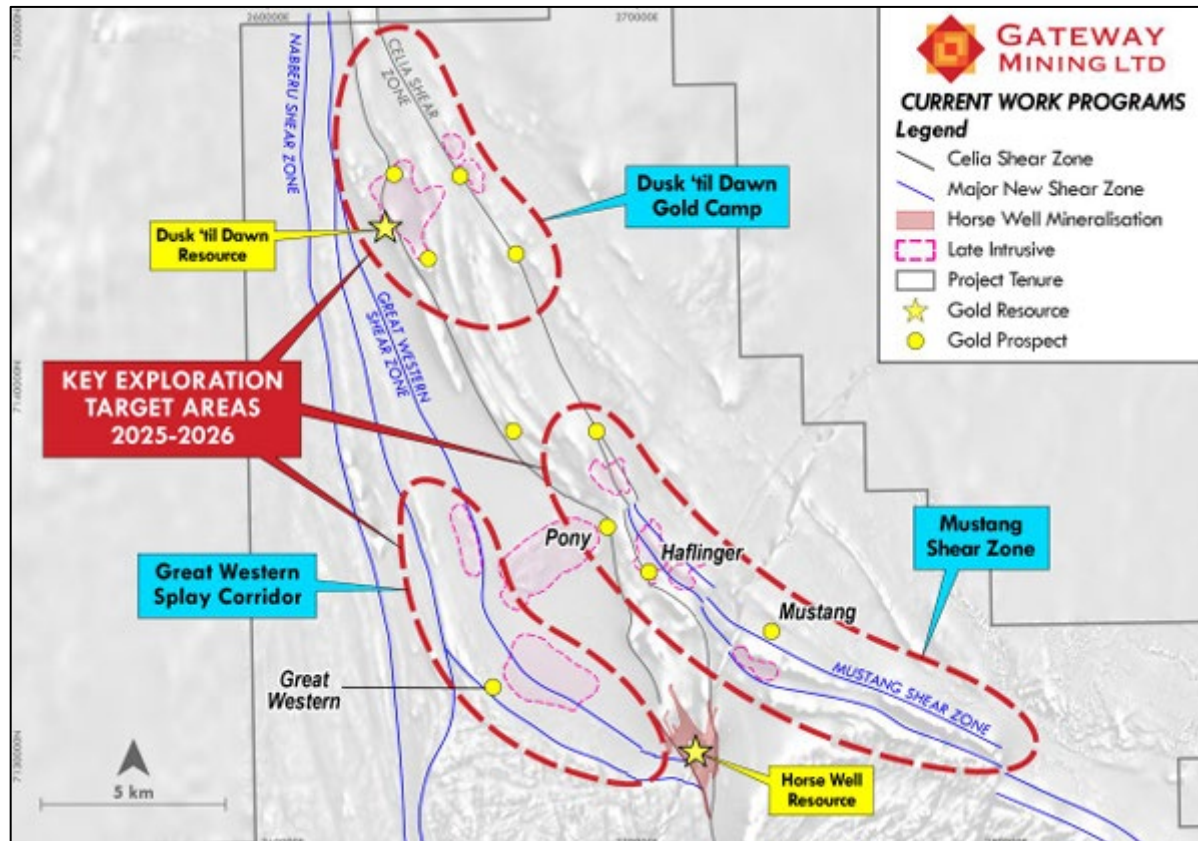 260000E
270000E
7150000N
GATEWAY
MINING LTD
CURRENT WORK PROGRAMS
Legend
Celia Shear Zone
Major New Shear Zone
Horse Well Mineralisation
Late Intrusive
Project Tenure
Gold Resource
Gold Prospect
NABBERU SHEAR ZONE
CELIA SHEAR
ZONE
Dusk ‘til Dawn
Gold Camp
Dusk ‘til Dawn
Resource
GREAT WESTERN
SHEAR ZONE
7140000N
KEY EXPLORATION
TARGET AREAS
2025-2026
Pony
Haflinger
Mustang
Shear Zone
Great Western
Splay Corridor
Mustang
MUSTANG SHEAR ZONE
Great
Western
7130000N
5 km
Horse Well
Resource